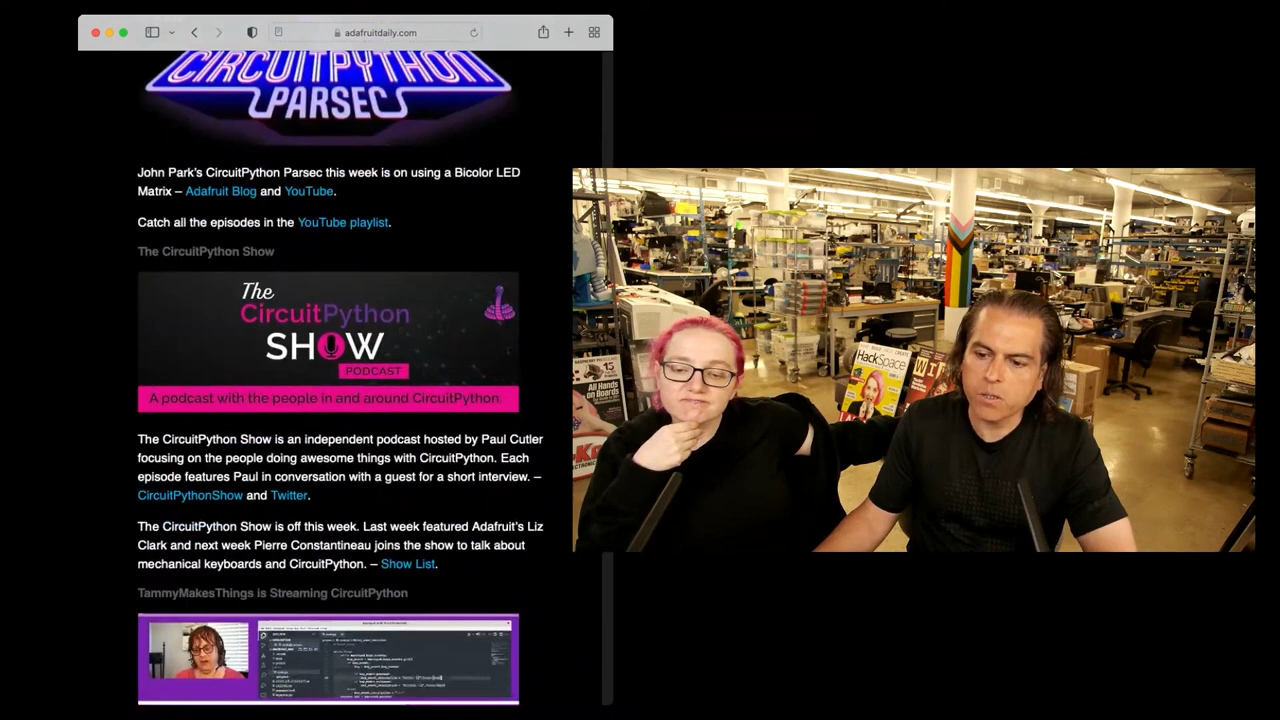 adafruitdaily.com
CIRCUITPYTHON
PARSEC
John Park's CircuitPython Parsec this week is on using a Bicolor LED
Matrix – Adafruit Blog and YouTube.
Catch all the episodes in the YouTube playlist.
The CircuitPython Show
The
CircuitPython
SHOW
PODCAST
A podcast with the people in and around CircuitPython.
The CircuitPython Show is an independent podcast hosted by Paul Cutler
focusing on the people doing awesome things with CircuitPython. Each
episode features Paul in conversation with a guest for a short interview. –
CircuitPythonShow and Twitter.
The CircuitPython Show is off this week. Last week featured Adafruit's Liz
Clark and next week Pierre Constantineau joins the show to talk about
mechanical keyboards and CircuitPython. – Show List.
TammyMakesThings is Streaming CircuitPython
15
All Hands
on Boards
HackSpace